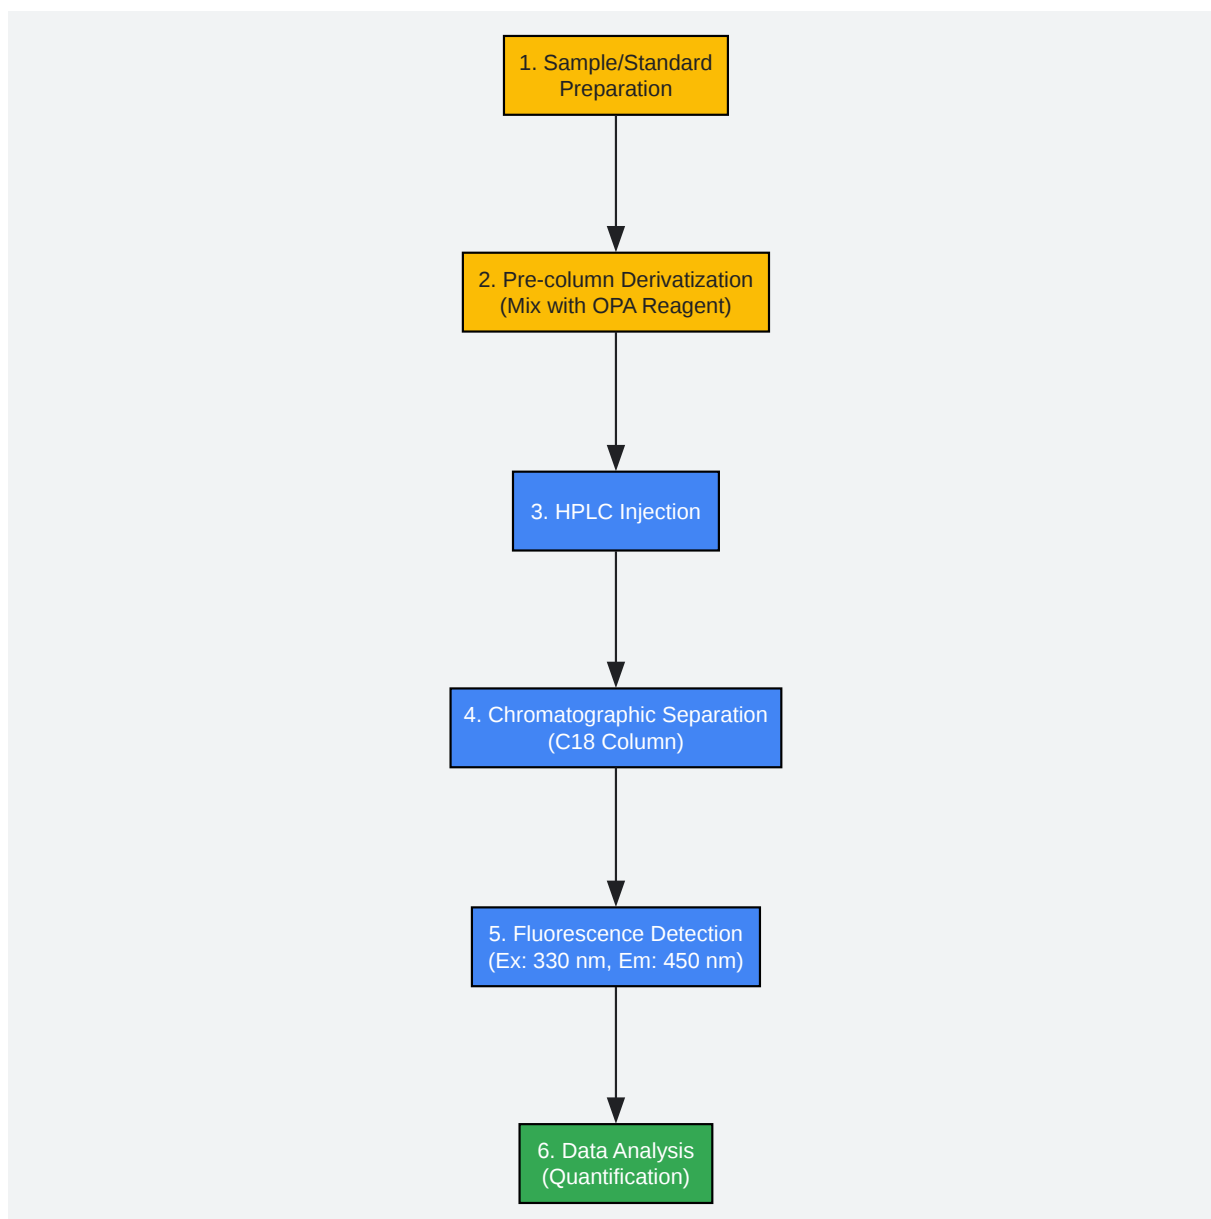 1. Sample/Standard
Preparation
2. Pre-column Derivatization
(Mix with OPA Reagent)
3. HPLC Injection
4. Chromatographic Separation
(C18 Column)
5. Fluorescence Detection
(Ex: 330 nm, Em: 450 nm)
6. Data Analysis
(Quantification)